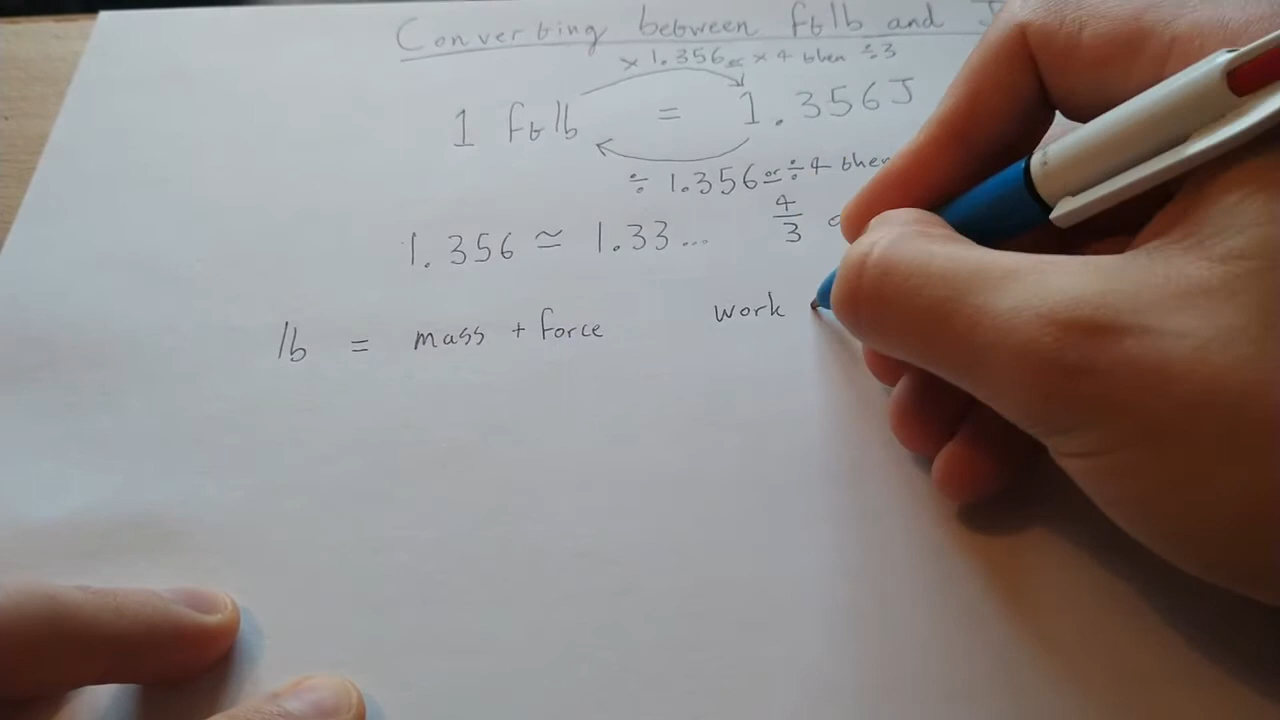 Converting between ftlb and J
× 1.356 or × 4 then ÷3
1 ftlb = 1.356J
÷ 1.356 or ÷4 then
1.356 ≃ 1.33... 4/3
lb = mass + force work